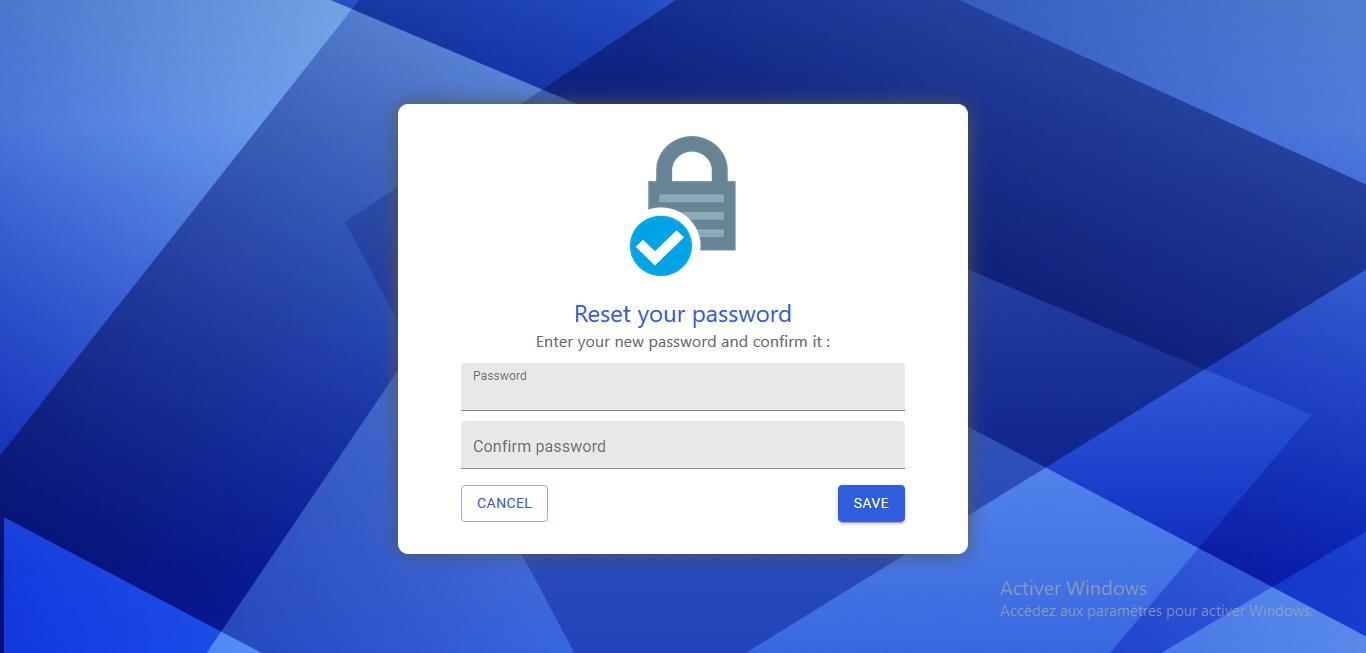 Reset your password
Enter your new password and confirm it :
Password
Confirm password
CANCEL
SAVE
Activer Windows
Accédez aux paramètres pour activer Windows.